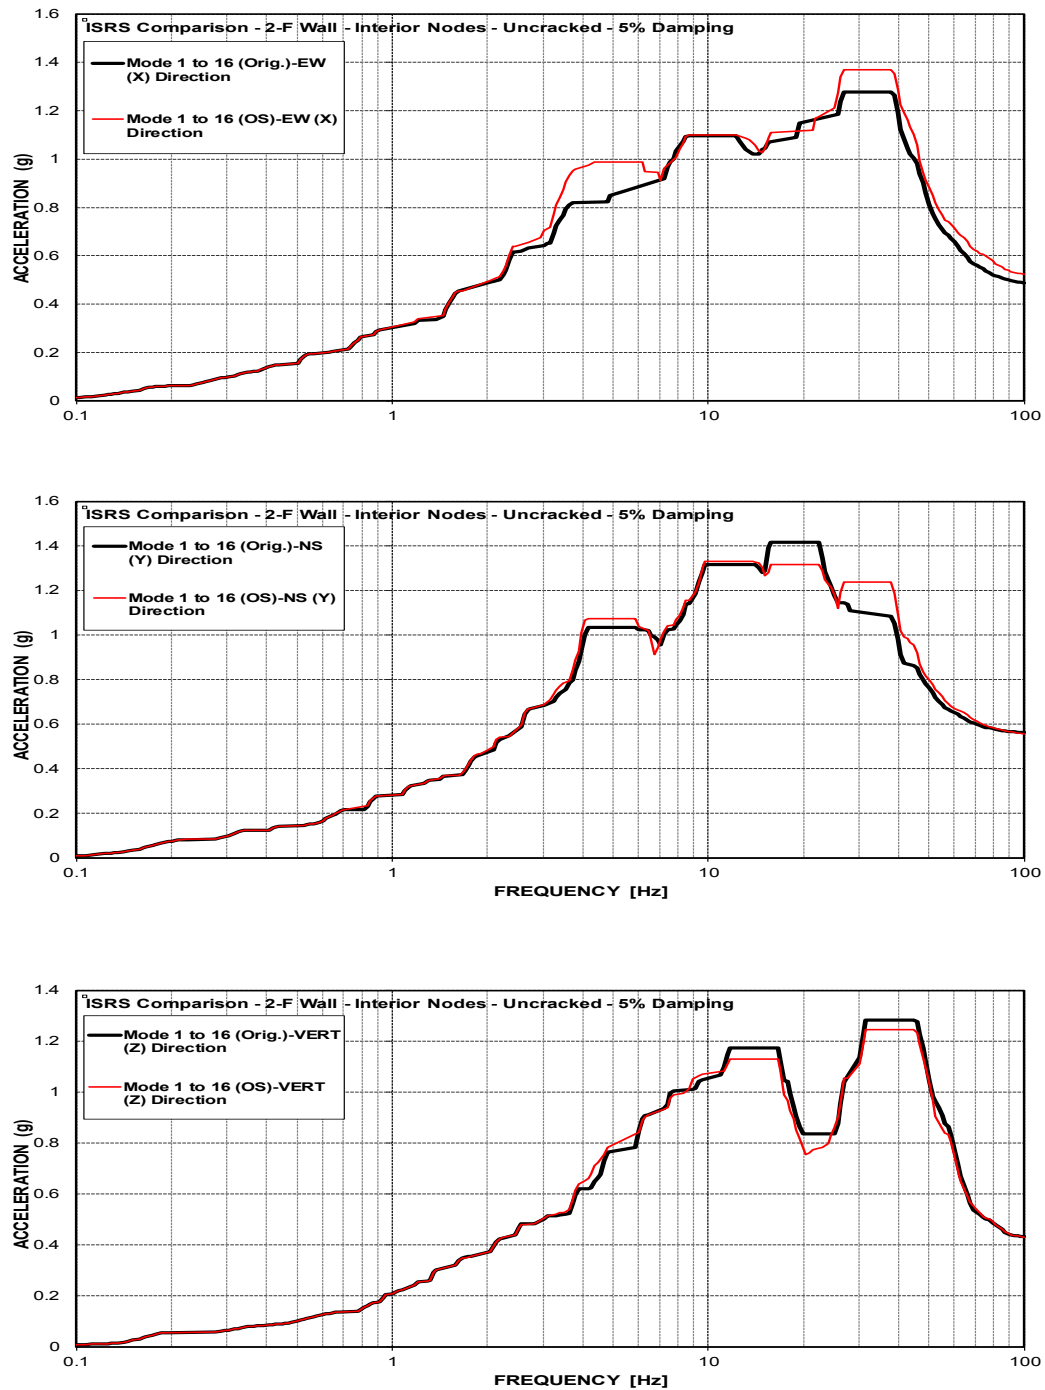 1.6
ISRS Comparison - 2-F Wall - Interior Nodes - Uncracked - 5% Damping
Mode 1 to 16 (Orig.)-EW
(X) Direction
Mode 1 to 16 (OS)-EW (X)
Direction
1.4
1.2
1
0.8
0.6
0.4
0.2
0
ACCELERATION (g)
0.1
1
10
100
1.6
ISRS Comparison - 2-F Wall - Interior Nodes - Uncracked - 5% Damping
Mode 1 to 16 (Orig.)-NS
(Y) Direction
Mode 1 to 16 (OS)-NS (Y)
Direction
1.4
1.2
1
0.8
0.6
0.4
0.2
0
ACCELERATION (g)
0.1
1
10
100
FREQUENCY [Hz]
1.4
ISRS Comparison - 2-F Wall - Interior Nodes - Uncracked - 5% Damping
Mode 1 to 16 (Orig.)-VERT
(Z) Direction
Mode 1 to 16 (OS)-VERT
(Z) Direction
1.2
1
0.8
0.6
0.4
0.2
0
ACCELERATION (g)
0.1
1
10
100
FREQUENCY [Hz]